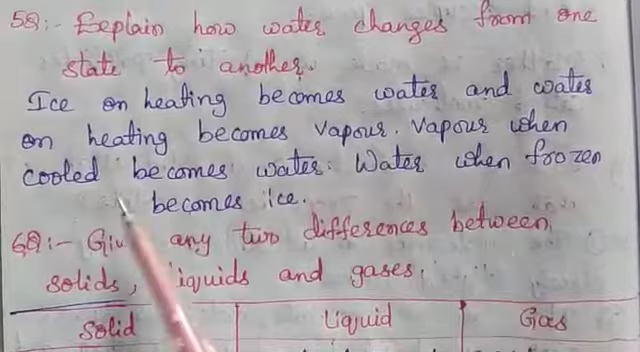 5Q:- Explain how water changes from one
state to another.
Ice on heating becomes water and water
on heating becomes vapour. Vapour when
cooled becomes water. Water when frozen
becomes ice.
6Q:- any two differences between
solids, liquids and gases.
Solid Liquid Gas